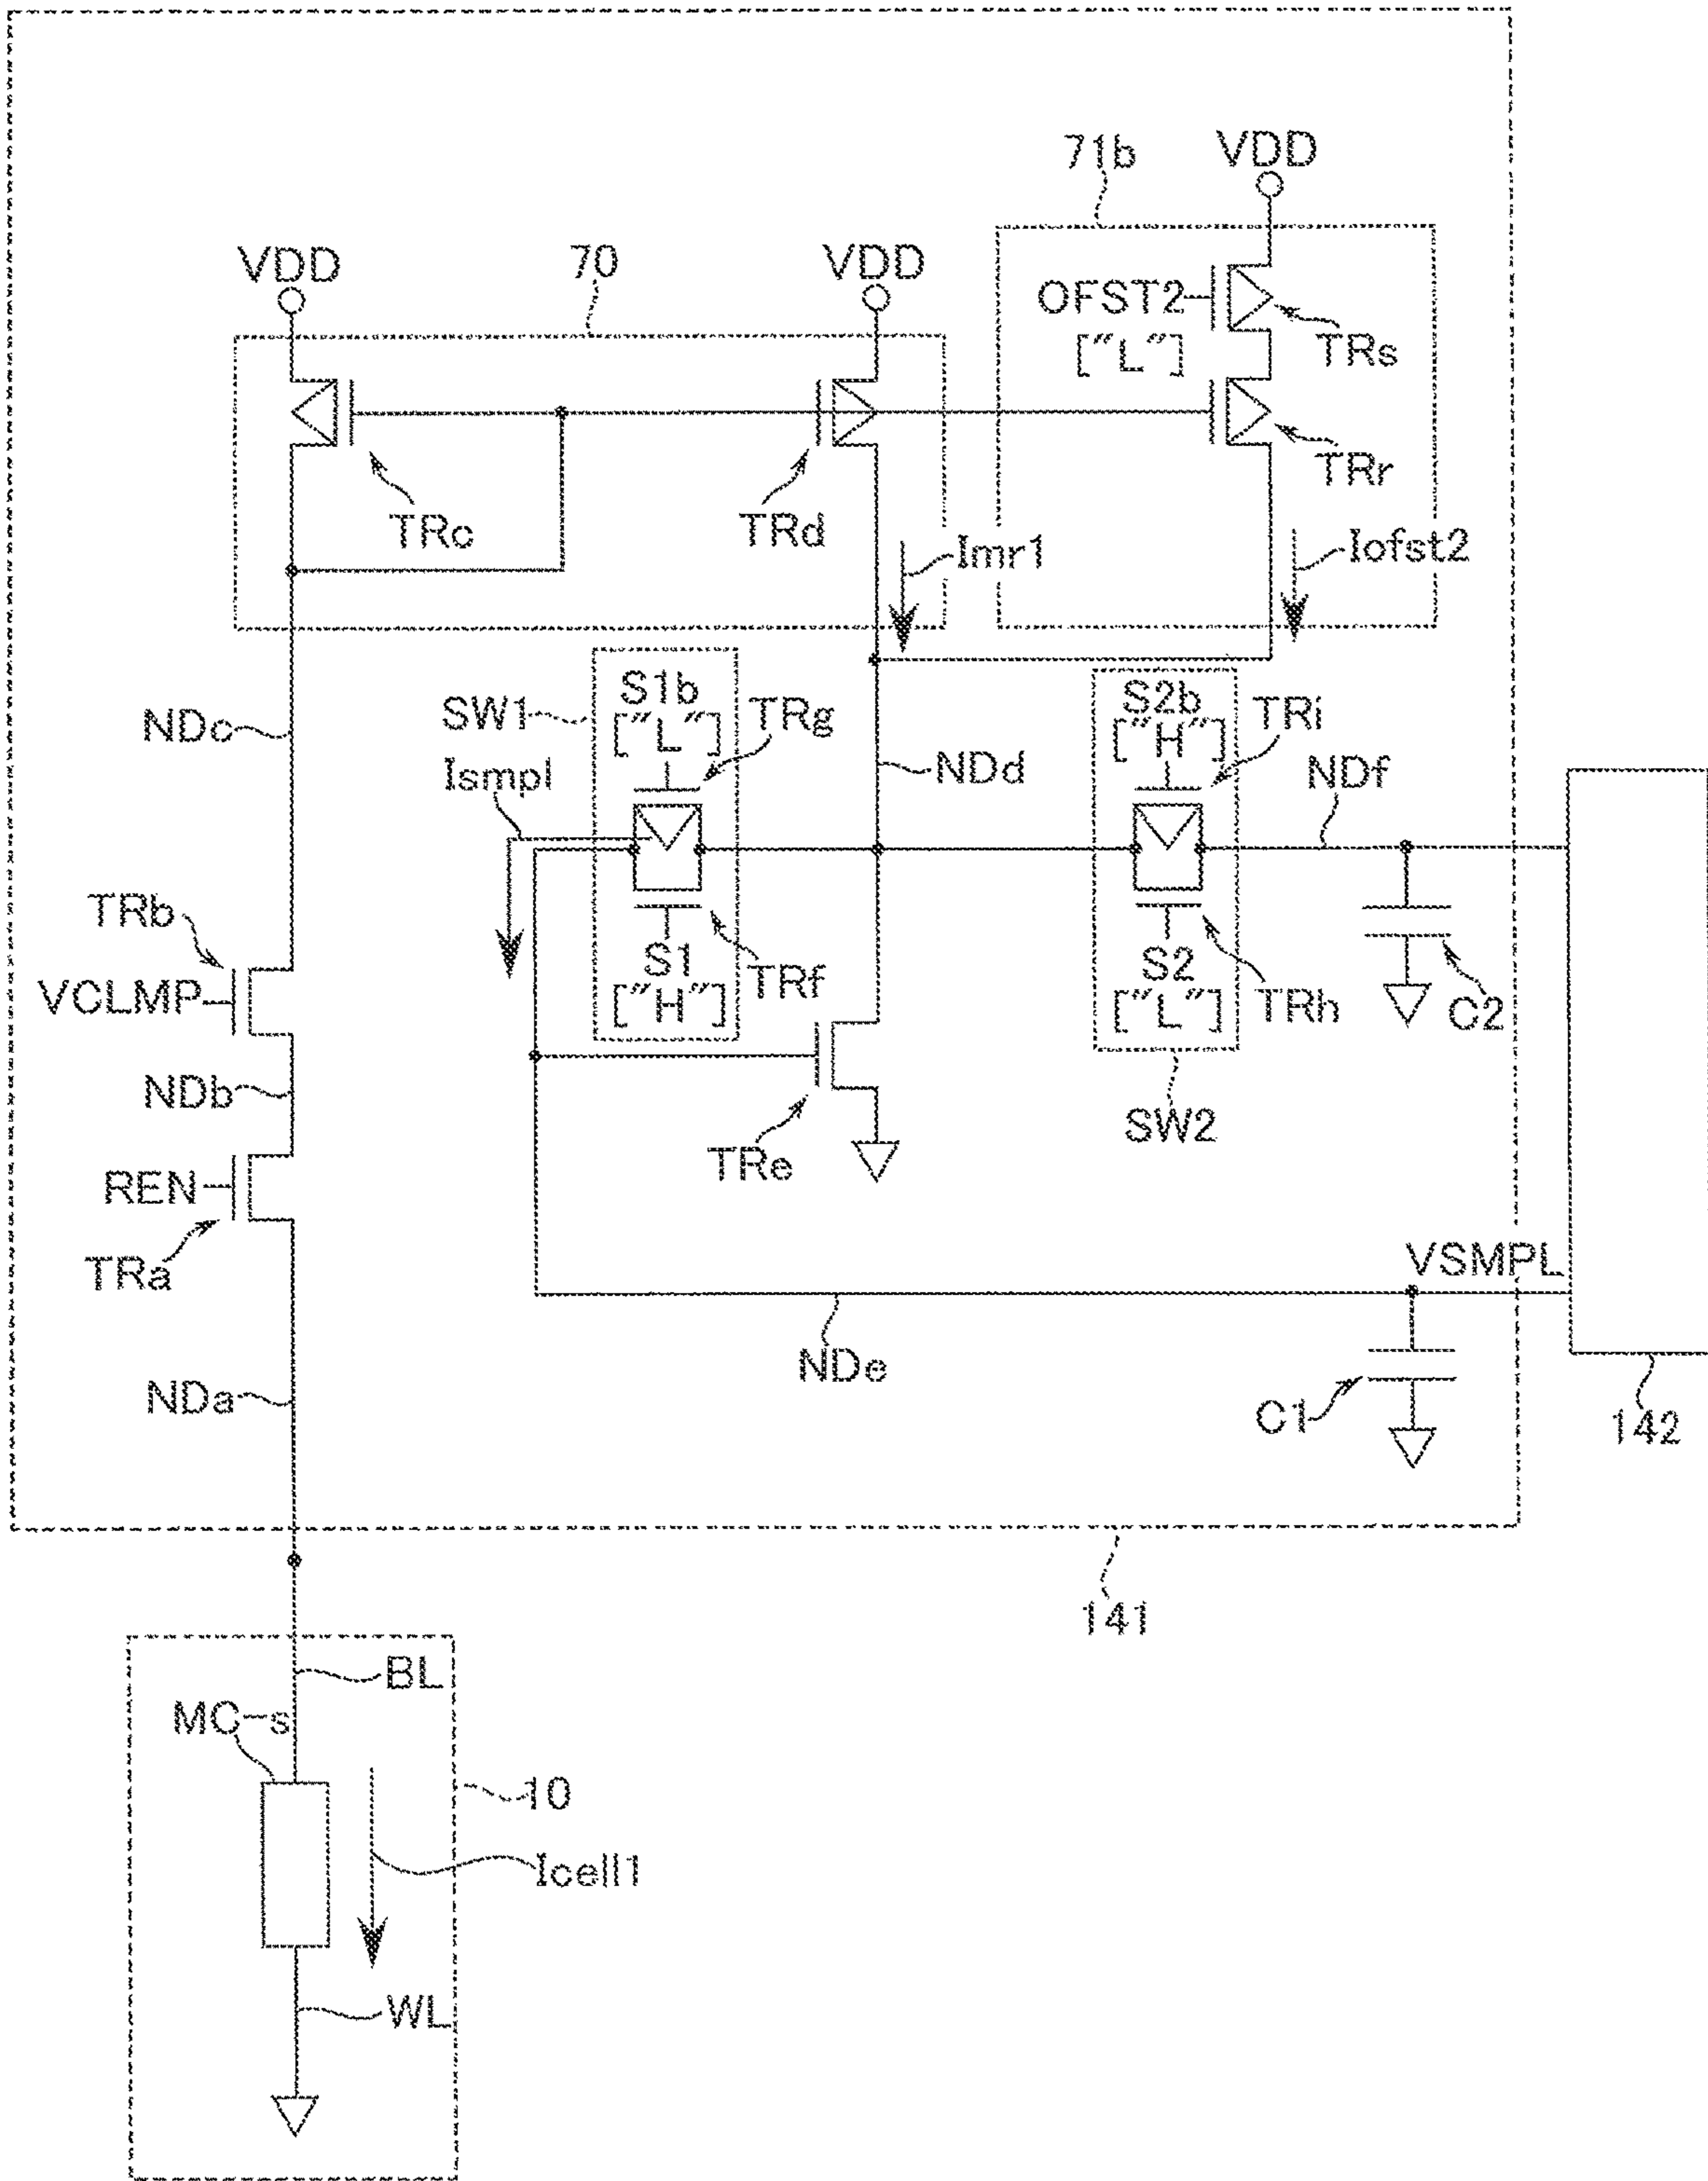 71b
VDD
VDD
70
VDD
OFST2
["L"]
TRs
TRr
TRc
TRd
Imr1
Iofst2
S1b
["L"]
TRg
SW1
S2b
["H"]
TRi
NDc
Ismpl
NDd
NDf
TRb
VCLMP
S1
["H"]
TRf
S2
["L"]
TRh
C2
NDb
TRe
SW2
REN
TRa
VSMPL
NDe
NDa
C1
142
141
BL
MC-s
10
Icell1
WL